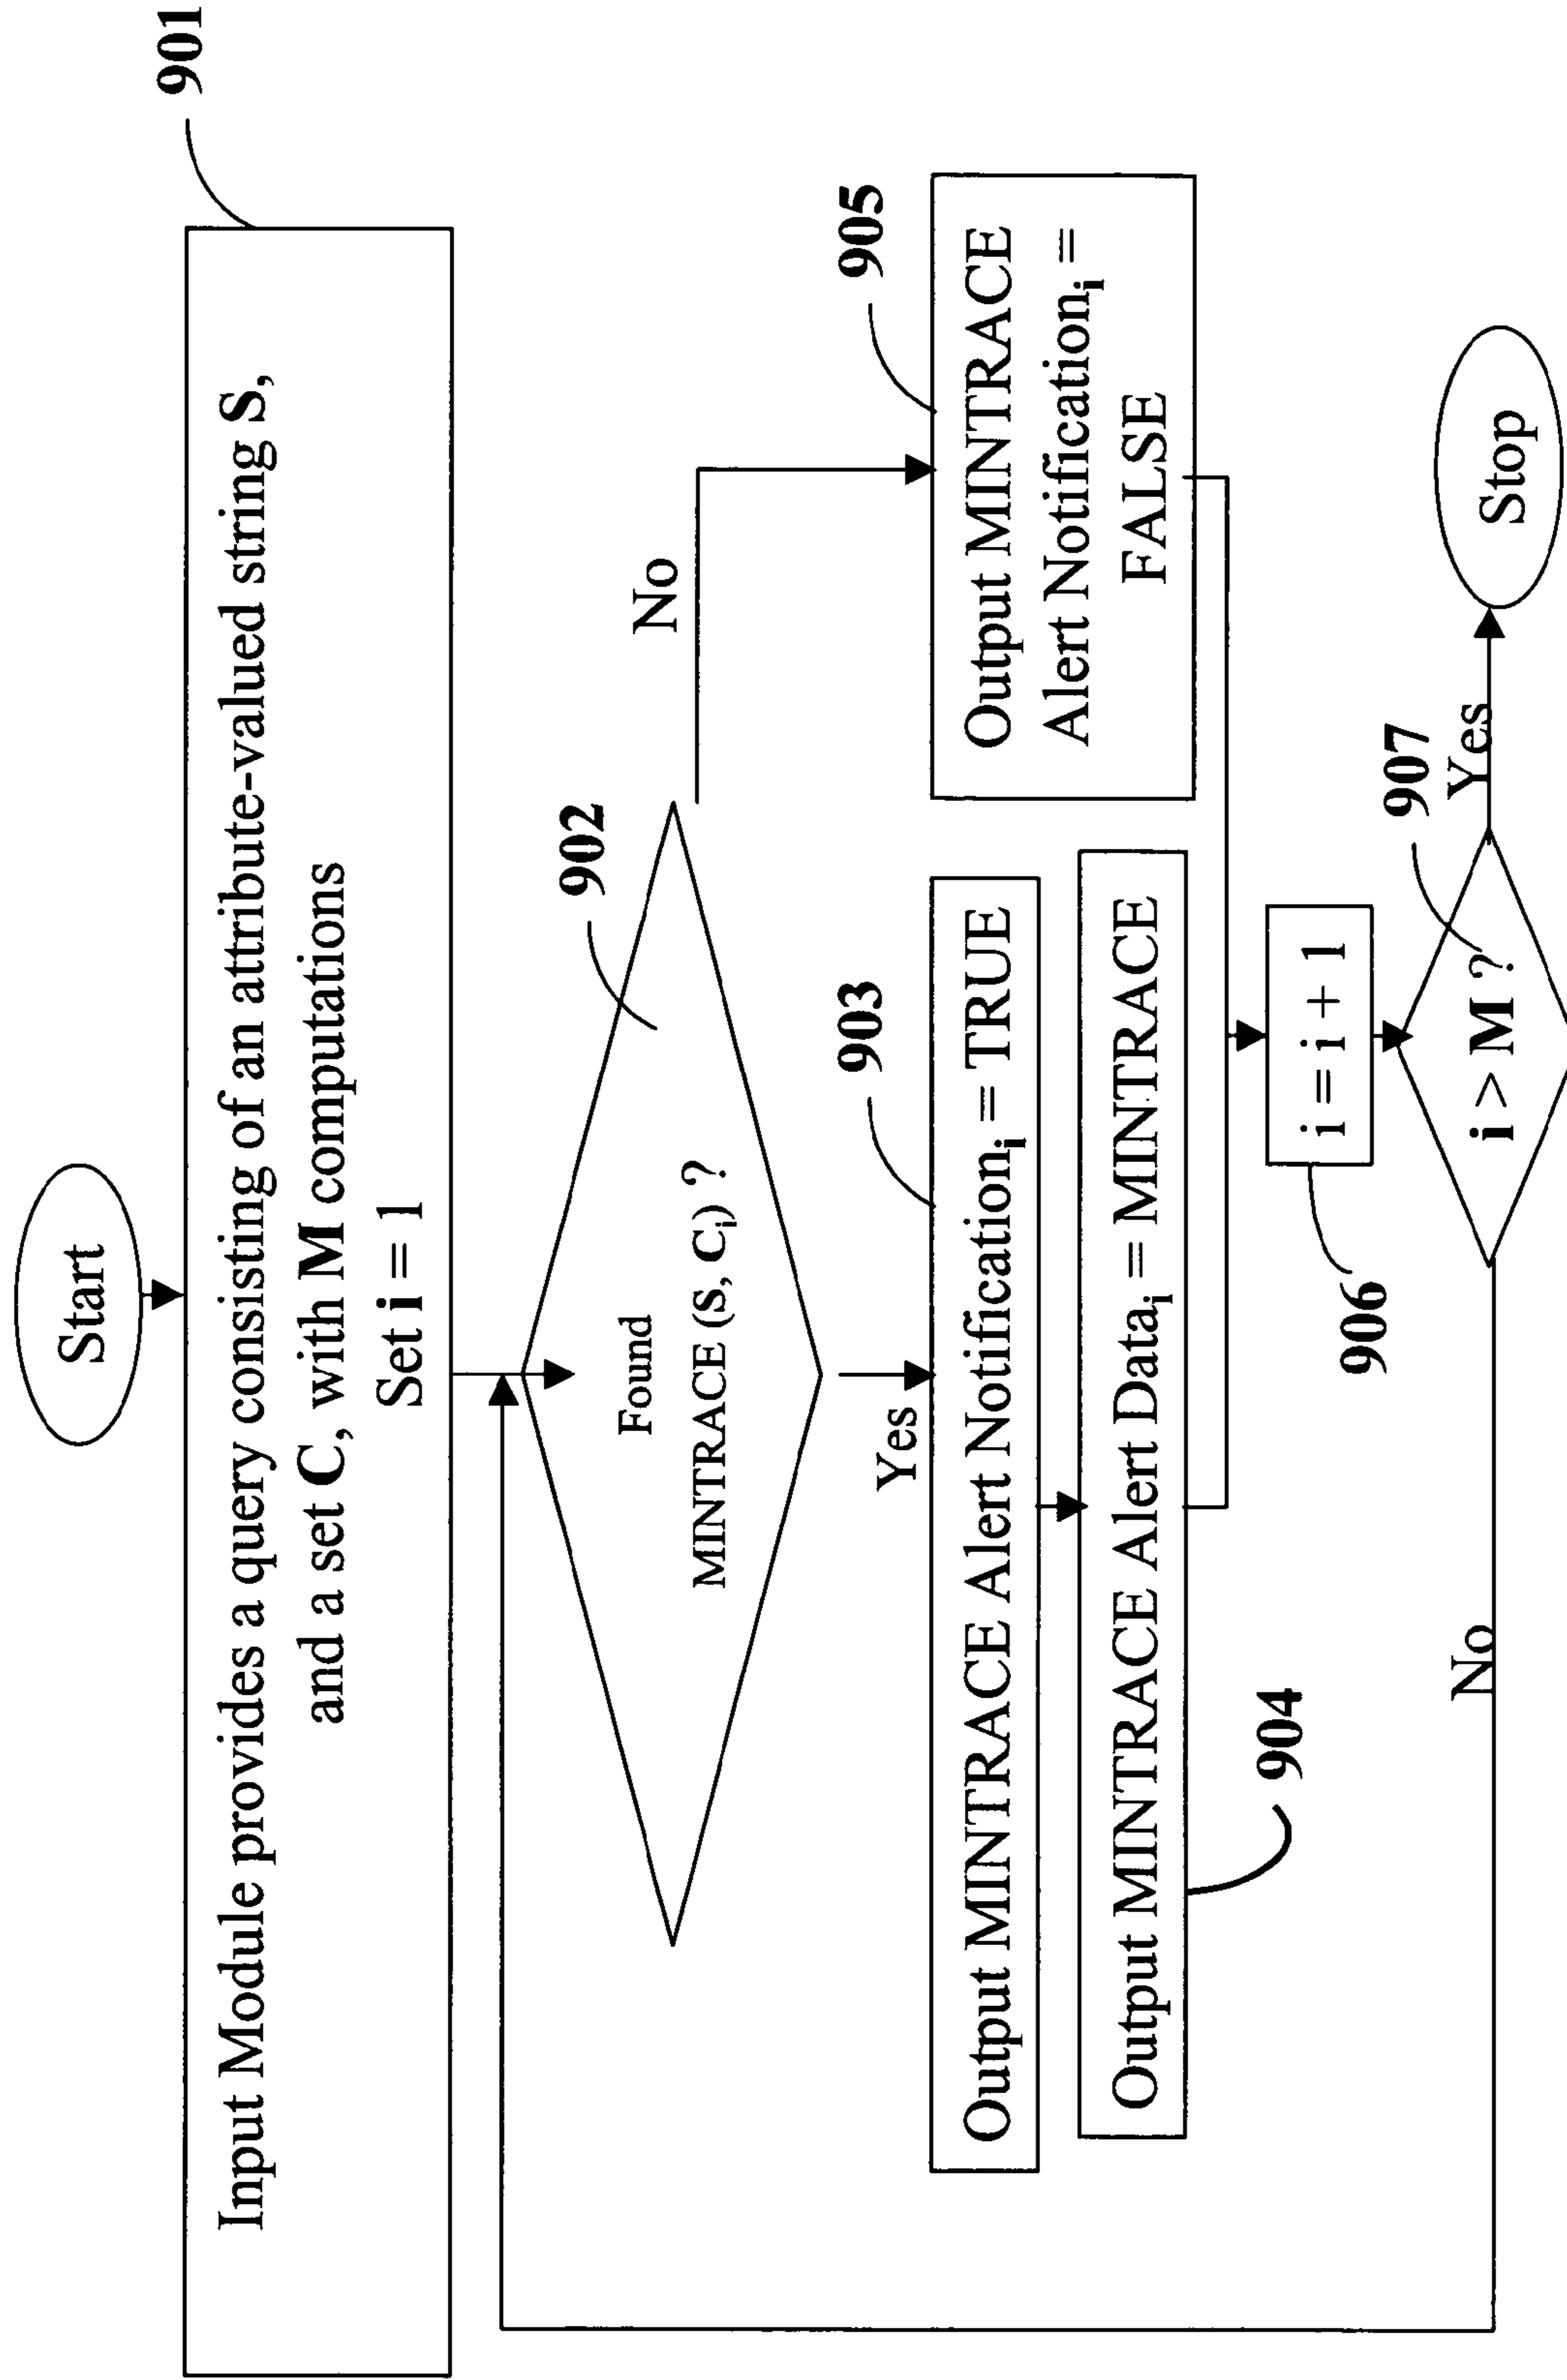 Start
901
Input Module provides a query consisting of an attribute-valued string S,
and a set C, with M computations
Set i = 1
902
Found
MINTRACE (S, Ci) ?
No
Yes
903
Output MINTRACE Alert Notificationi = TRUE
905
Output MINTRACE
Alert Notificationi =
FALSE
Output MINTRACE Alert Datai = MINTRACE
904
906
i = i + 1
907
i > M ?
Yes
Stop
No